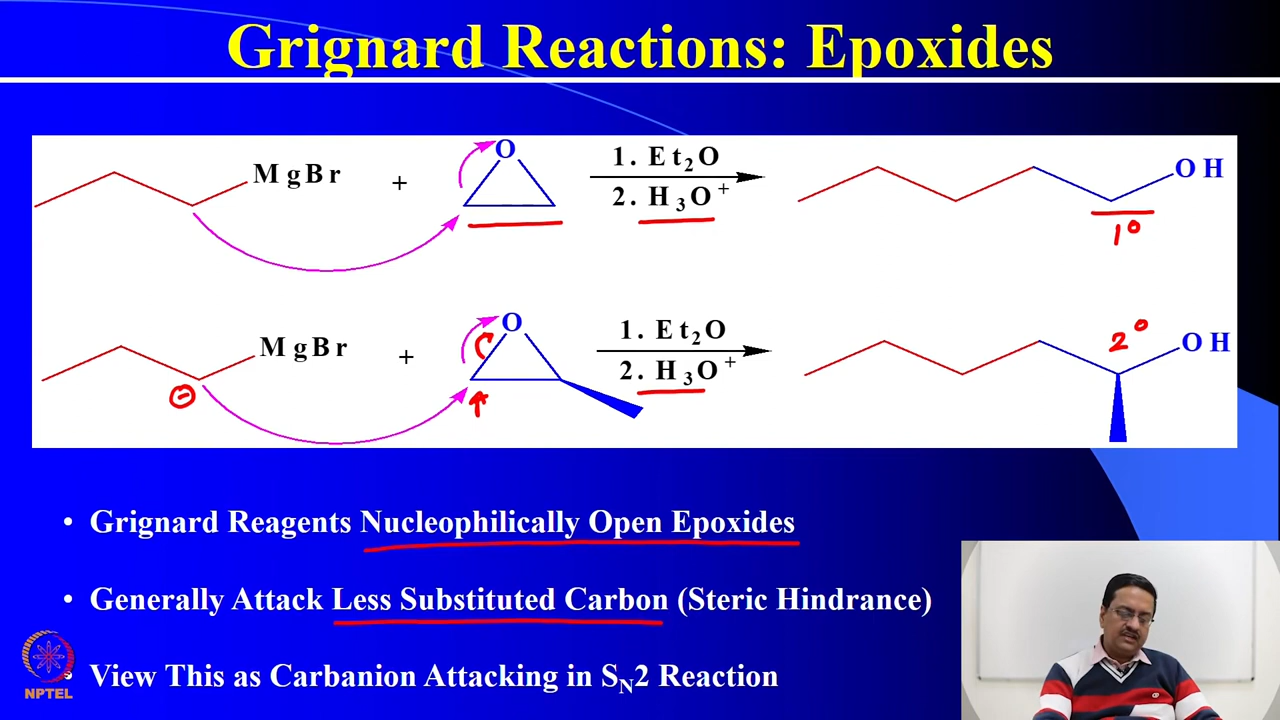 Grignard Reactions: Epoxides
MgBr + O 1. Et₂O OH
2. H₃O⁺
1°
MgBr + O 1. Et₂O 2° OH
⊖ 2. H₃O⁺
• Grignard Reagents Nucleophilically Open Epoxides
• Generally Attack Less Substituted Carbon (Steric Hindrance)
• View This as Carbanion Attacking in SN2 Reaction
NPTEL